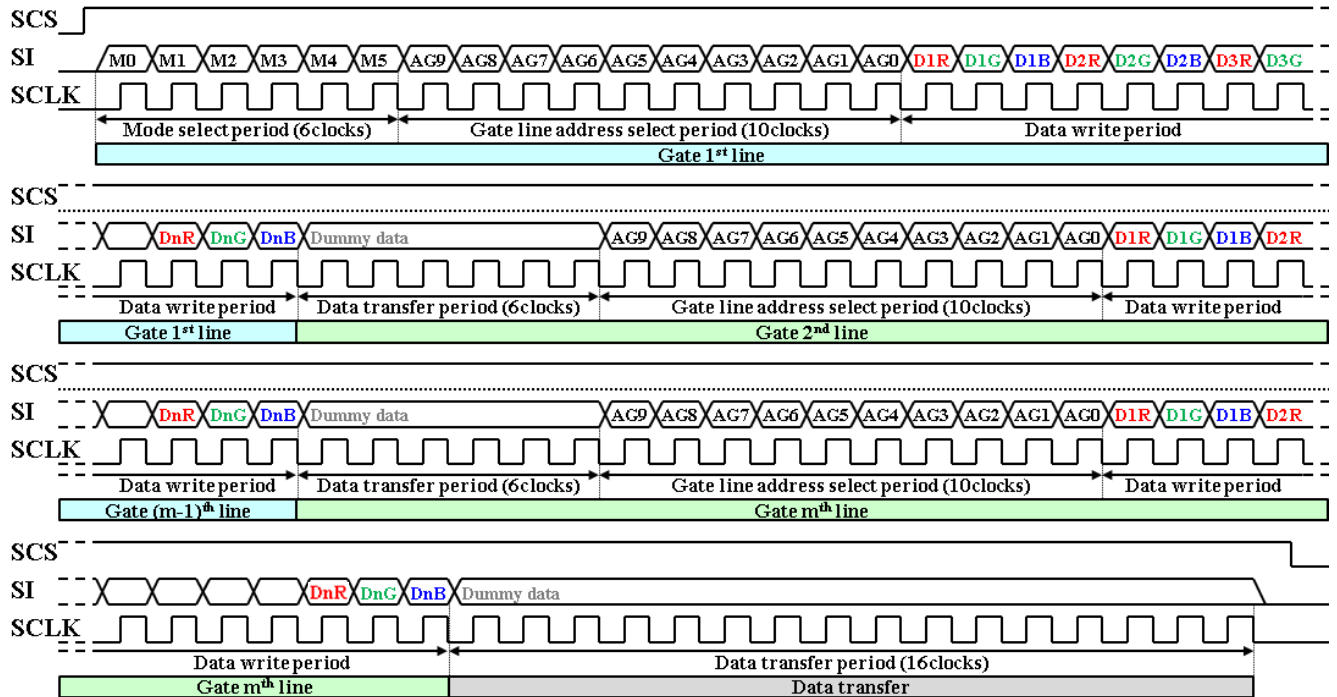 SCS
SI M0 M1 M2 M3 M4 M5 AG9 AG8 AG7 AG6 AG5 AG4 AG3 AG2 AG1 AG0 D1R D1G D1B D2R D2G D2B D3R D3G
SCLK
Mode select period (6clocks) Gate line address select period (10clocks) Data write period
Gate 1st line
SCS
SI DnR DnG DnB Dummy data AG9 AG8 AG7 AG6 AG5 AG4 AG3 AG2 AG1 AG0 D1R D1G D1B D2R
SCLK
Data write period Data transfer period (6clocks) Gate line address select period (10clocks) Data write period
Gate 1st line Gate 2nd line
SCS
SI DnR DnG DnB Dummy data AG9 AG8 AG7 AG6 AG5 AG4 AG3 AG2 AG1 AG0 D1R D1G D1B D2R
SCLK
Data write period Data transfer period (6clocks) Gate line address select period (10clocks) Data write period
Gate (m-1)th line Gate mth line
SCS
SI DnR DnG DnB Dummy data
SCLK
Data write period Data transfer period (16clocks)
Gate mth line Data transfer